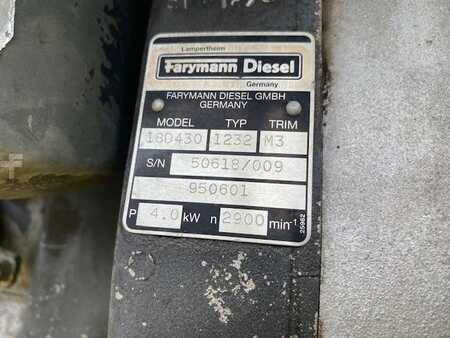 Lampertheim
Farymann Diesel
Germany
FARYMANN DIESEL GMBH
GERMANY
MODEL TYP TRIM
18D430 1232 M3
S/N 50618/009
950601
P 4.0 kW n 2900 min⁻¹
25962